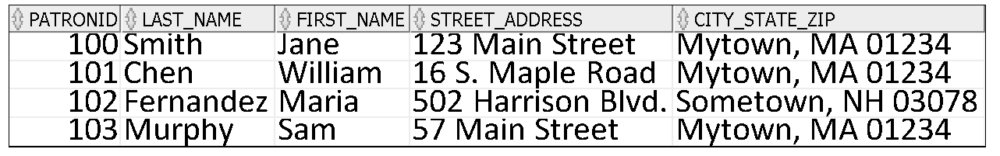 PATRONID LAST_NAME FIRST_NAME STREET_ADDRESS CITY_STATE_ZIP
100 Smith Jane 123 Main Street Mytown, MA 01234
101 Chen William 16 S. Maple Road Mytown, MA 01234
102 Fernandez Maria 502 Harrison Blvd. Sometown, NH 03078
103 Murphy Sam 57 Main Street Mytown, MA 01234